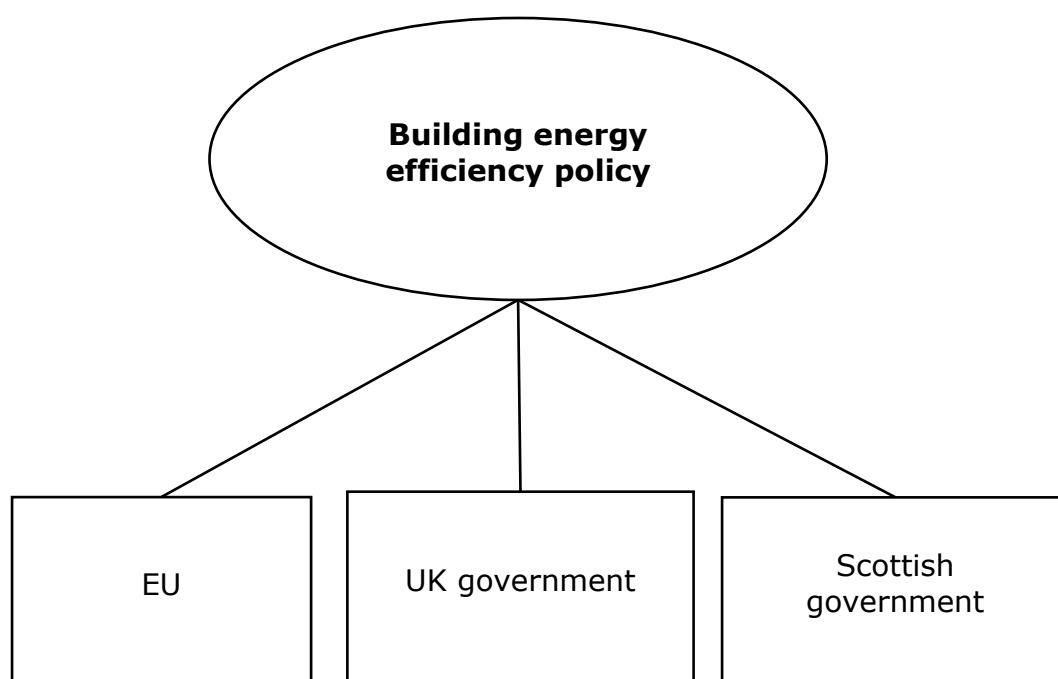 Building energy
efficiency policy
EU
UK government
Scottish
government